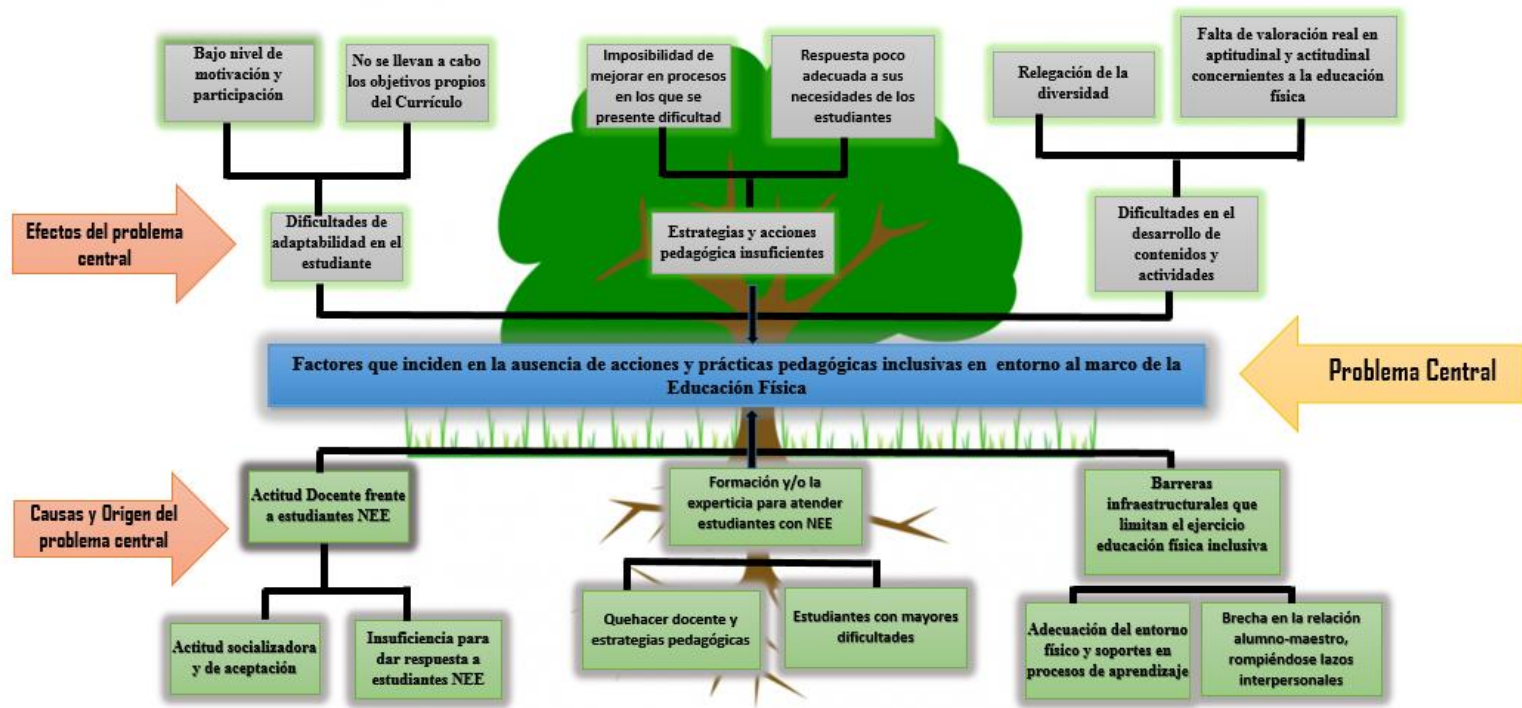 Bajo nivel de
motivación y
participación
No se llevan a cabo
los objetivos propios
del Currículo
Imposibilidad de
mejorar en procesos
en los que se
presente dificultad
Respuesta poco
adecuada a sus
necesidades de los
estudiantes
Relegación de la
diversidad
Falta de valoración real en
aptitudinal y actitudinal
concernientes a la educación
física
Efectos del problema
central
Dificultades de
adaptabilidad en el
estudiante
Estrategias y acciones
pedagógica insuficientes
Dificultades en el
desarrollo de
contenidos y
actividades
Factores que inciden en la ausencia de acciones y prácticas pedagógicas inclusivas en entorno al marco de la
Educación Física
Problema Central
Causas y Origen del
problema central
Actitud Docente frente
a estudiantes NEE
Formación y/o la
experticia para atender
estudiantes con NEE
Barreras
infraestructurales que
limitan el ejercicio
educación física inclusiva
Actitud socializadora
y de aceptación
Insuficiencia para
dar respuesta a
estudiantes NEE
Quehacer docente y
estrategias pedagógicas
Estudiantes con mayores
dificultades
Adecuación del entorno
físico y soportes en
procesos de aprendizaje
Brecha en la relación
alumno-maestro,
rompiéndose lazos
interpersonales